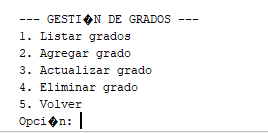 --- GESTI�N DE GRADOS ---
1. Listar grados
2. Agregar grado
3. Actualizar grado
4. Eliminar grado
5. Volver
Opci�n: